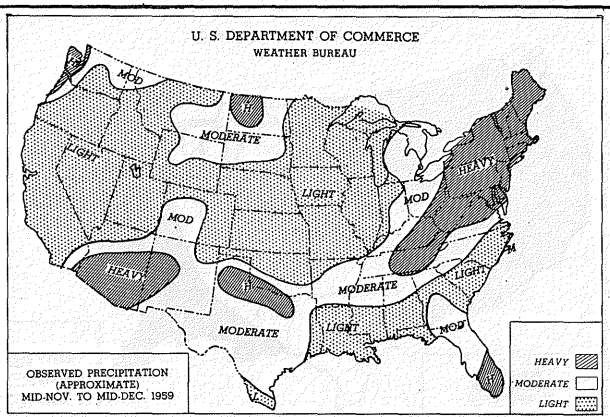 U. S. DEPARTMENT OF COMMERCE
WEATHER BUREAU
MOD
H
MODERATE
HEAVY
LIGHT
LIGHT
MOD
MOD
HEAVY
H
MODERATE
LIGHT
M
MODERATE
LIGHT
MOD
OBSERVED PRECIPITATION
(APPROXIMATE)
MID-NOV. TO MID-DEC. 1959
HEAVY
MODERATE
LIGHT